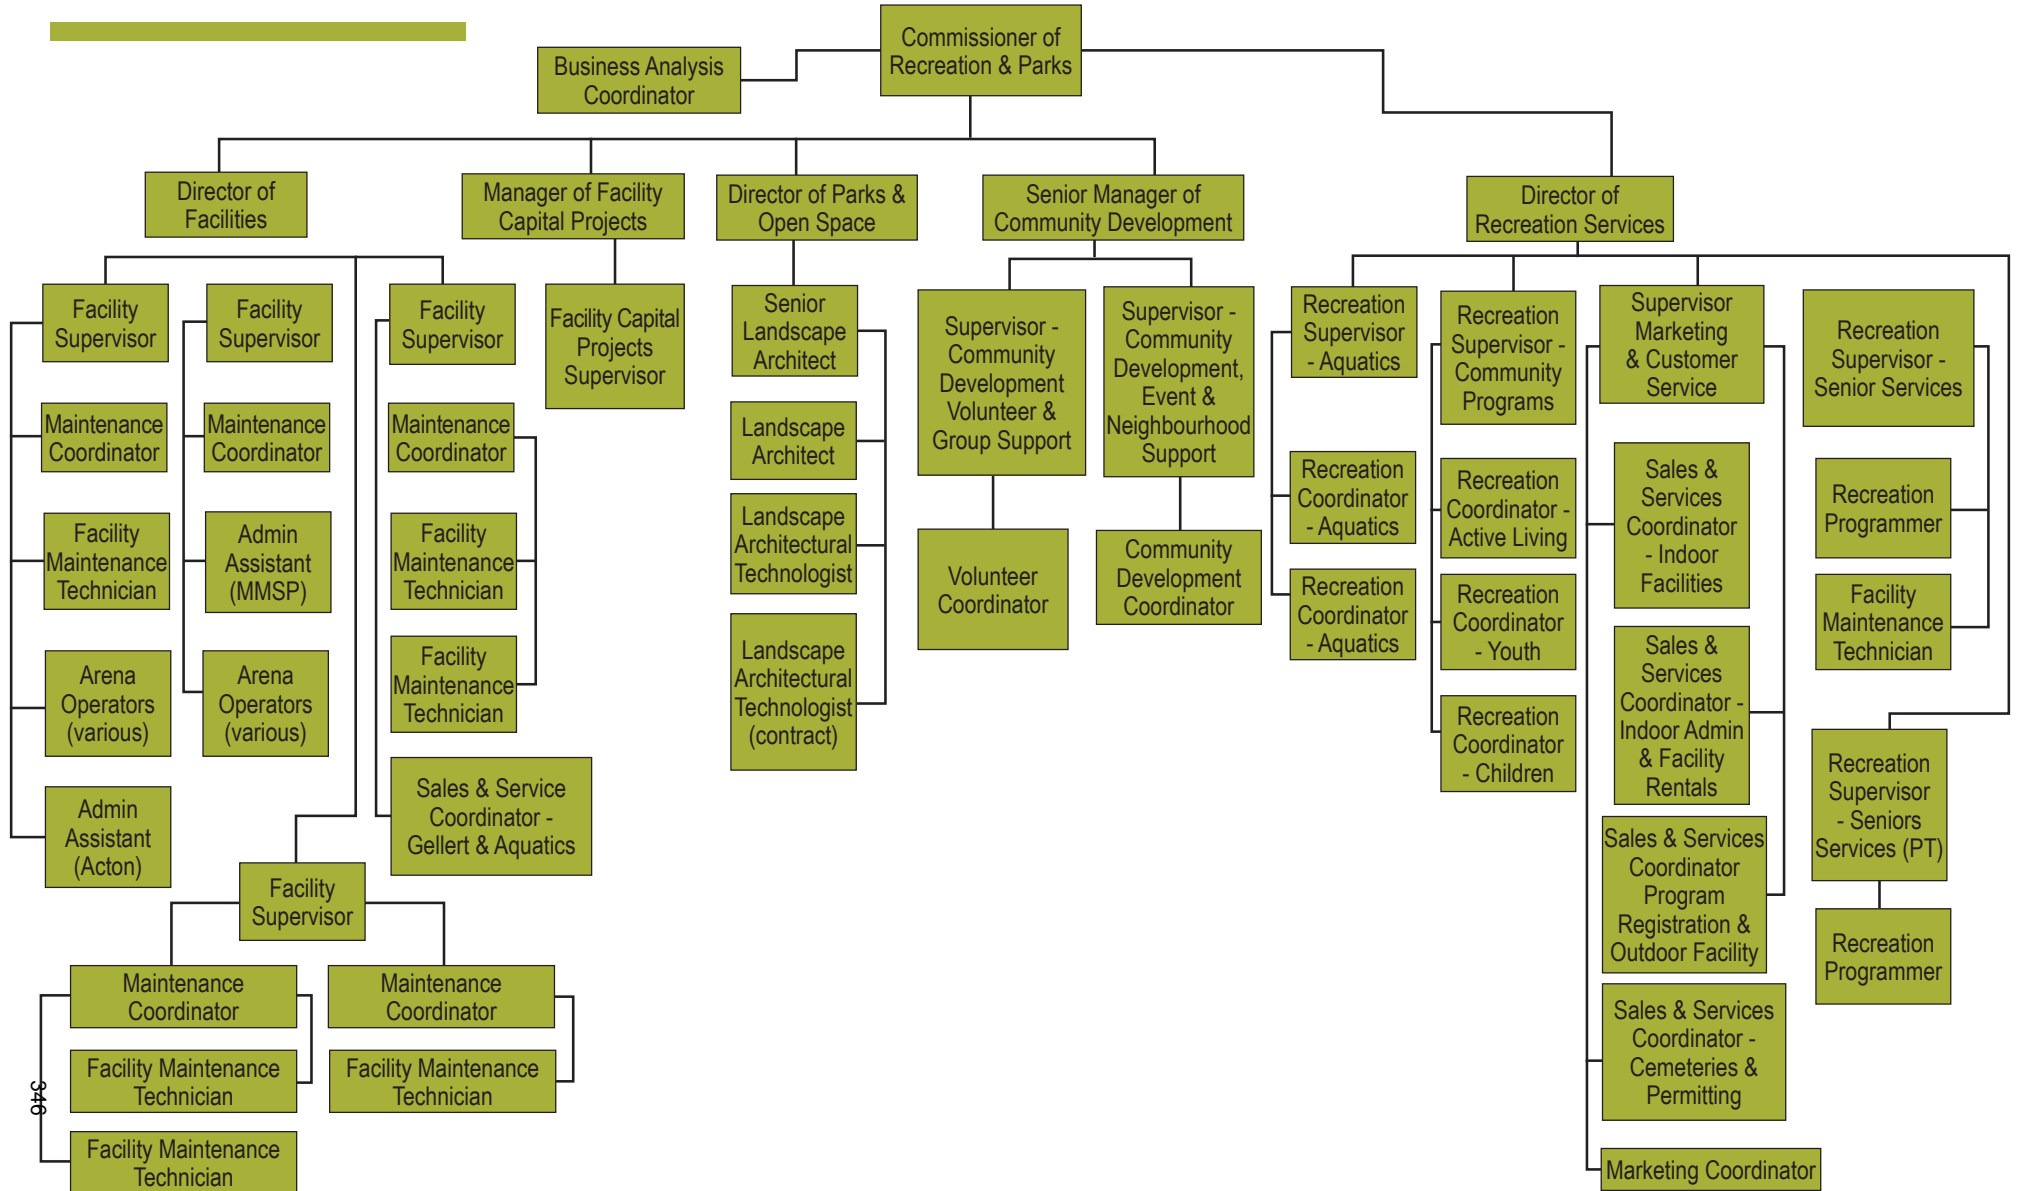 Commissioner of
Recreation & Parks
Business Analysis
Coordinator
Director of
Facilities
Manager of Facility
Capital Projects
Director of Parks &
Open Space
Senior Manager of
Community Development
Director of
Recreation Services
Facility
Supervisor
Maintenance
Coordinator
Facility
Maintenance
Technician
Arena
Operators
(various)
Admin
Assistant
(Acton)
Facility
Supervisor
Maintenance
Coordinator
Admin
Assistant
(MMSP)
Arena
Operators
(various)
Facility
Supervisor
Maintenance
Coordinator
Facility
Maintenance
Technician
Facility
Maintenance
Technician
Sales & Service
Coordinator -
Gellert & Aquatics
Facility
Supervisor
Maintenance
Coordinator
Facility Maintenance
Technician
Facility Maintenance
Technician
Maintenance
Coordinator
Facility Maintenance
Technician
Facility Capital
Projects
Supervisor
Senior
Landscape
Architect
Landscape
Architect
Landscape
Architectural
Technologist
Landscape
Architectural
Technologist
(contract)
Supervisor -
Community
Development
Volunteer &
Group Support
Volunteer
Coordinator
Supervisor -
Community
Development,
Event &
Neighbourhood
Support
Community
Development
Coordinator
Recreation
Supervisor
- Aquatics
Recreation
Coordinator
- Aquatics
Recreation
Coordinator
- Aquatics
Recreation
Supervisor -
Community
Programs
Recreation
Coordinator -
Active Living
Recreation
Coordinator
- Youth
Recreation
Coordinator
- Children
Supervisor
Marketing
& Customer
Service
Sales &
Services
Coordinator
- Indoor
Facilities
Sales &
Services
Coordinator -
Indoor Admin
& Facility
Rentals
Sales & Services
Coordinator
Program
Registration &
Outdoor Facility
Sales & Services
Coordinator -
Cemeteries &
Permitting
Marketing Coordinator
Recreation
Supervisor -
Senior Services
Recreation
Programmer
Facility
Maintenance
Technician
Recreation
Supervisor
- Seniors
Services (PT)
Recreation
Programmer
346